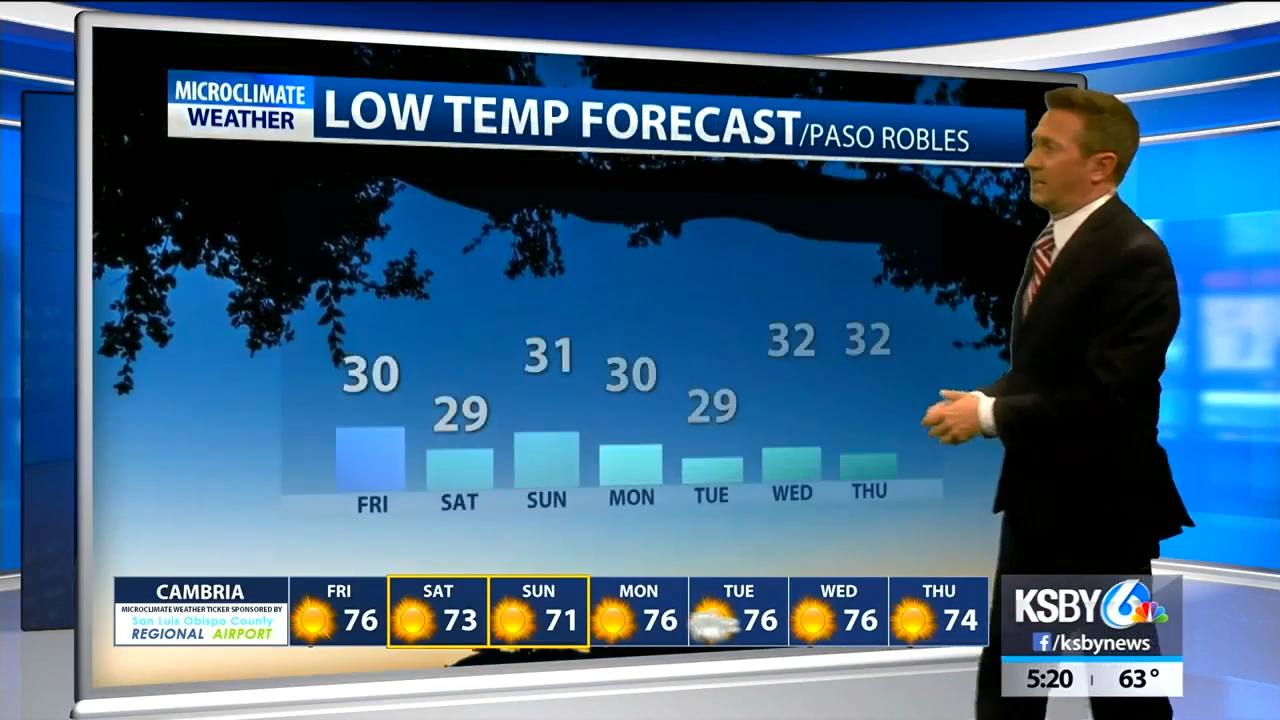 MICROCLIMATE
WEATHER
LOW TEMP FORECAST/PASO ROBLES
30 29 31 30 29 32 32
FRI SAT SUN MON TUE WED THU
CAMBRIA
MICROCLIMATE WEATHER TICKER SPONSORED BY
San Luis Obispo County
REGIONAL AIRPORT
FRI SAT SUN MON TUE WED THU
76 73 71 76 76 76 74
KSBY 6
f/ksbynews
5:20 63°